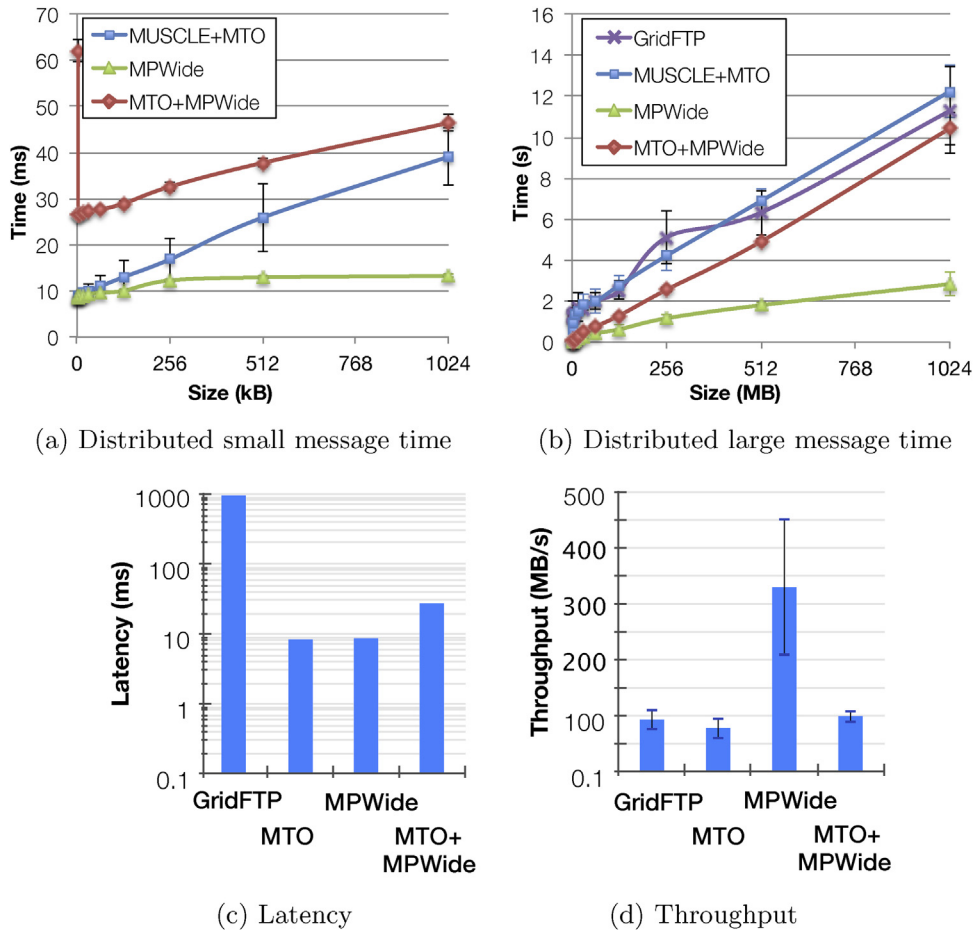 70
60
50
40
30
20
10
0
Time (ms)
MUSCLE+MTO
MPWide
MTO+MPWide
0 256 512 768 1024
Size (kB)
(a) Distributed small message time
16
14
12
10
8
6
4
2
0
Time (s)
GridFTP
MUSCLE+MTO
MPWide
MTO+MPWide
0 256 512 768 1024
Size (MB)
(b) Distributed large message time
1000
100
10
1
0.1
Latency (ms)
GridFTP
MTO
MPWide
MTO+
MPWide
(c) Latency
500
400
300
200
100
0.1
Throughput (MB/s)
GridFTP
MTO
MPWide
MTO+
MPWide
(d) Throughput